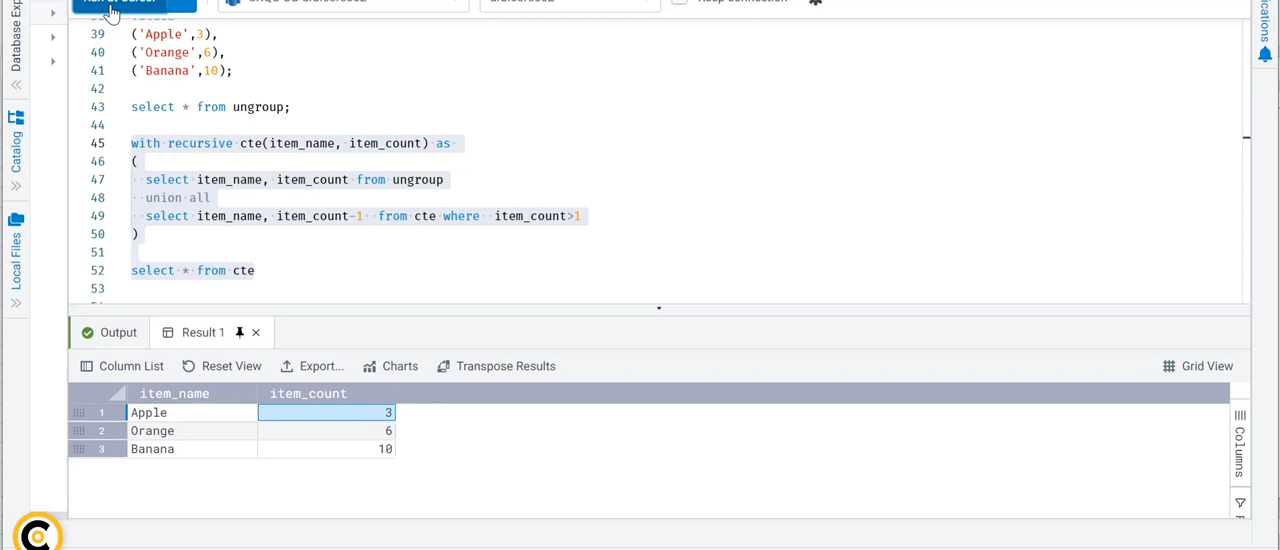 Database Exp
Catalog
Local Files
39 ('Apple',3),
40 ('Orange',6),
41 ('Banana',10);
42
43 select * from ungroup;
44
45 with recursive cte(item_name, item_count) as
46 (
47 select item_name, item_count from ungroup
48 union all
49 select item_name, item_count-1 from cte where item_count>1
50 )
51
52 select * from cte
53
Output Result 1
Column List Reset View Export... Charts Transpose Results Grid View
item_name item_count
1 Apple 3
2 Orange 6
3 Banana 10
Columns